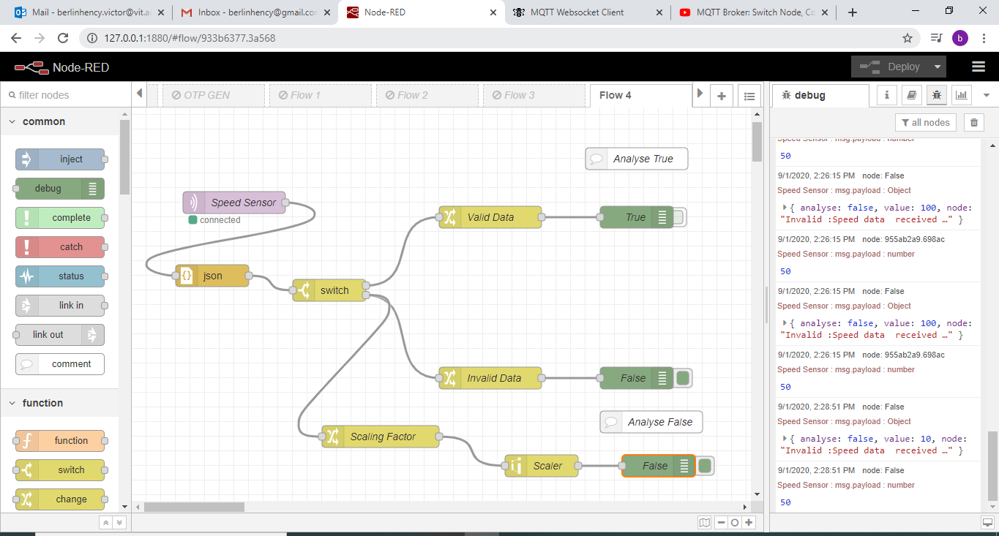 Mail - berlinhency.victor@vit.a
Inbox - berlinhency@gmail.co
Node-RED
MQTT Websocket Client
MQTT Broker: Switch Node, Co
127.0.0.1:1880/#flow/933b6377.3a568
b
Node-RED
Deploy
filter nodes
OTP GEN
Flow 1
Flow 2
Flow 3
Flow 4
debug
i
all nodes
common
inject
debug
complete
catch
status
link in
link out
comment
function
function
switch
change
Analyse True
Speed Sensor
connected
Valid Data
True
json
switch
Invalid Data
False
Analyse False
Scaling Factor
Scaler
False
Speed Sensor : msg.payload : number
50
9/1/2020, 2:26:15 PM node: False
Speed Sensor : msg.payload : Object
{ analyse: false, value: 100, node:
"Invalid :Speed data received …" }
9/1/2020, 2:26:15 PM node: 955ab2a9.698ac
Speed Sensor : msg.payload : number
50
9/1/2020, 2:26:15 PM node: False
Speed Sensor : msg.payload : Object
{ analyse: false, value: 100, node:
"Invalid :Speed data received …" }
9/1/2020, 2:26:15 PM node: 955ab2a9.698ac
Speed Sensor : msg.payload : number
50
9/1/2020, 2:28:51 PM node: False
Speed Sensor : msg.payload : Object
{ analyse: false, value: 10, node:
"Invalid :Speed data received …" }
9/1/2020, 2:28:51 PM node: False
Speed Sensor : msg.payload : number
50